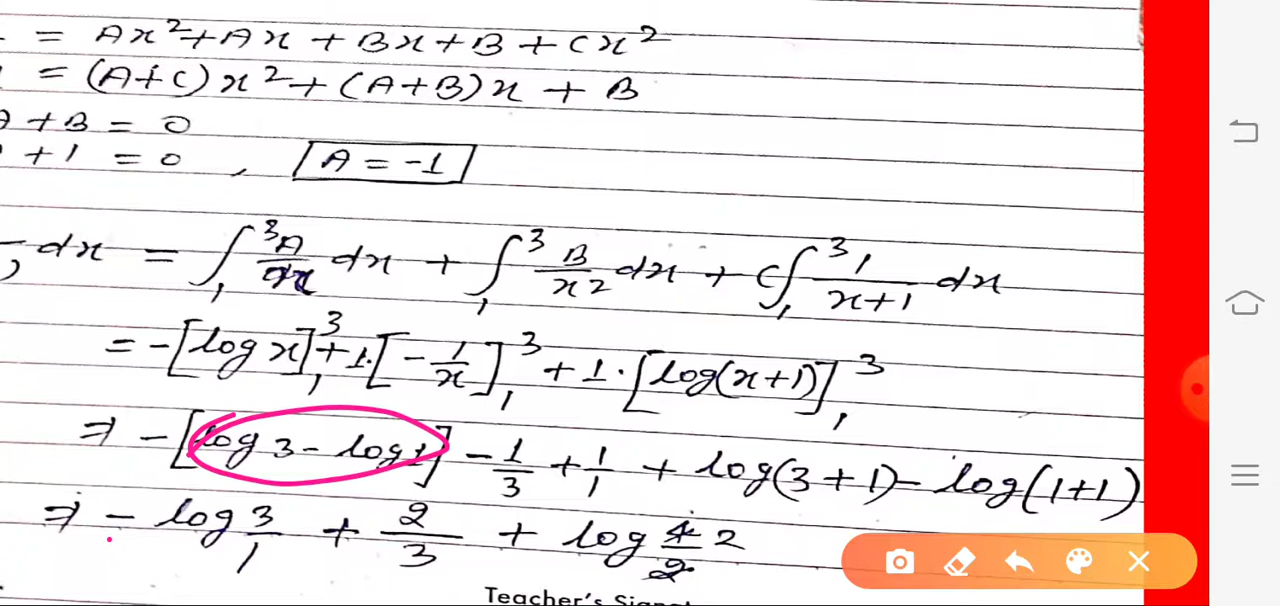 = Ax²+Ax + Bx+B + Cx²
= (A+C)x²+(A+B)x + B
A + B = 0
+1 = 0 , A = -1
dx = ∫₁³ A/x dx + ∫₁³ B/x² dx + C∫₁³ 1/x+1 dx
= -[log x]₁³ + 1.[-1/x]₁³ + 1.[log(x+1)]₁³
⇒ -[log 3 - log 1] - 1/3 + 1/1 + log(3+1) - log(1+1)
⇒ - log 3/1 + 2/3 + log 4/2 2
Teacher's